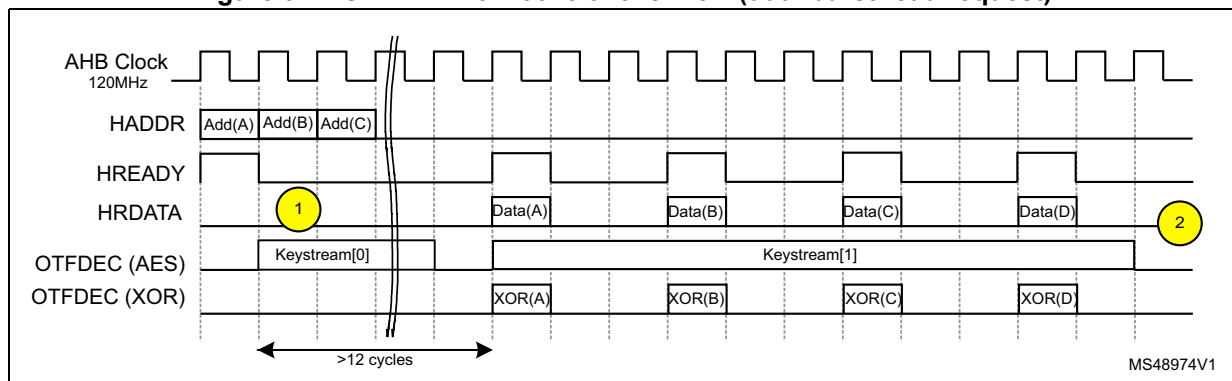 AHB Clock
120MHz
HADDR
Add(A) Add(B) Add(C)
HREADY
HRDATA
1
Data(A) Data(B) Data(C) Data(D)
2
OTFDEC (AES)
Keystream[0] Keystream[1]
OTFDEC (XOR)
XOR(A) XOR(B) XOR(C) XOR(D)
>12 cycles
MS48974V1